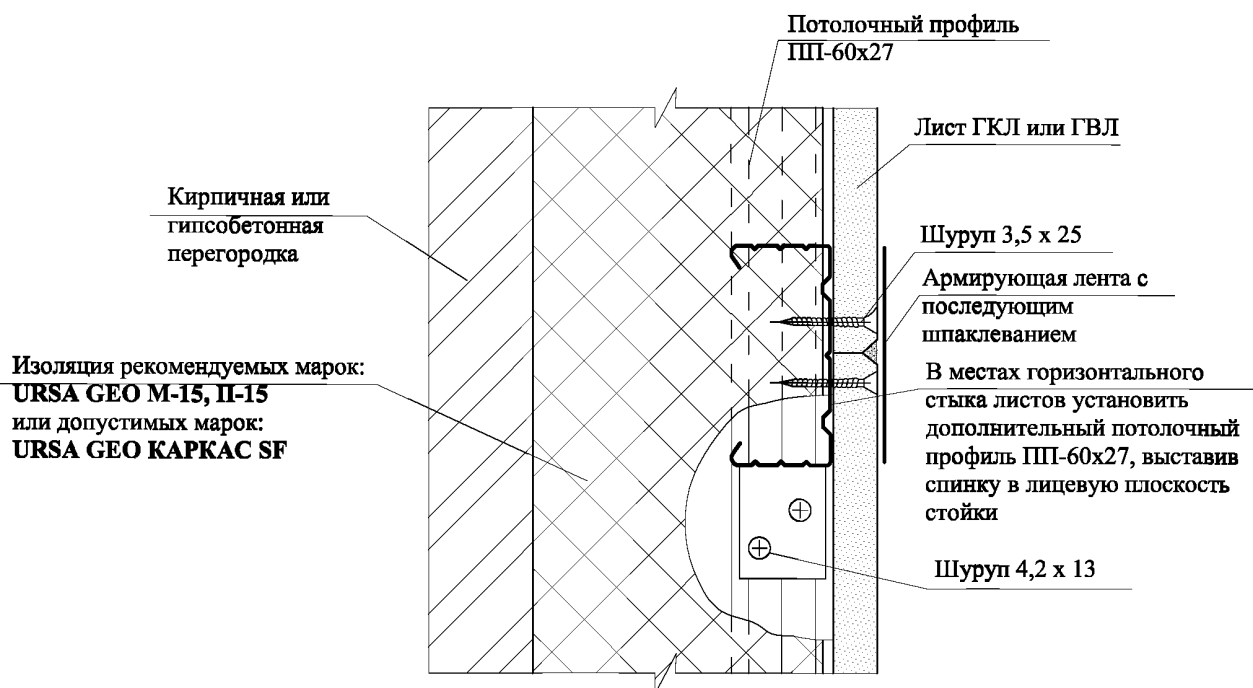 Потолочный профиль
ПП-60х27
Лист ГКЛ или ГВЛ
Кирпичная или
гипсобетонная
перегородка
Шуруп 3,5 х 25
Армирующая лента с
последующим
шпаклеванием
Изоляция рекомендуемых марок:
URSA GEO М-15, П-15
или допустимых марок:
URSA GEO КАРКАС SF
В местах горизонтального
стыка листов установить
дополнительный потолочный
профиль ПП-60х27, выставив
спинку в лицевую плоскость
стойки
Шуруп 4,2 х 13